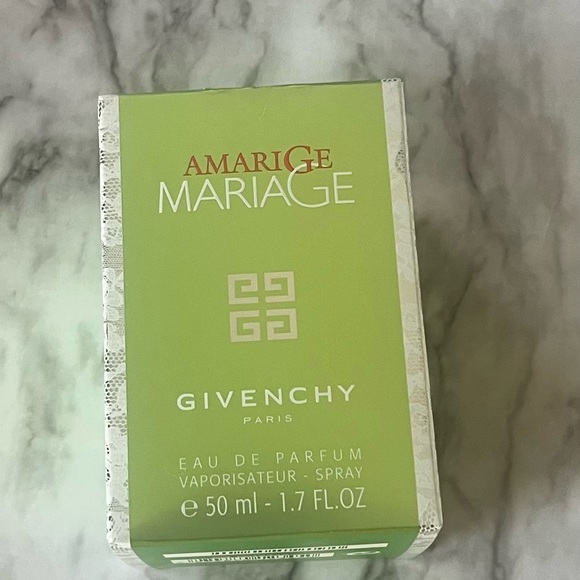 AMARIGE
MARIAGE
GIVENCHY
PARIS
EAU DE PARFUM
VAPORISATEUR - SPRAY
℮ 50 ml - 1.7 FL.OZ